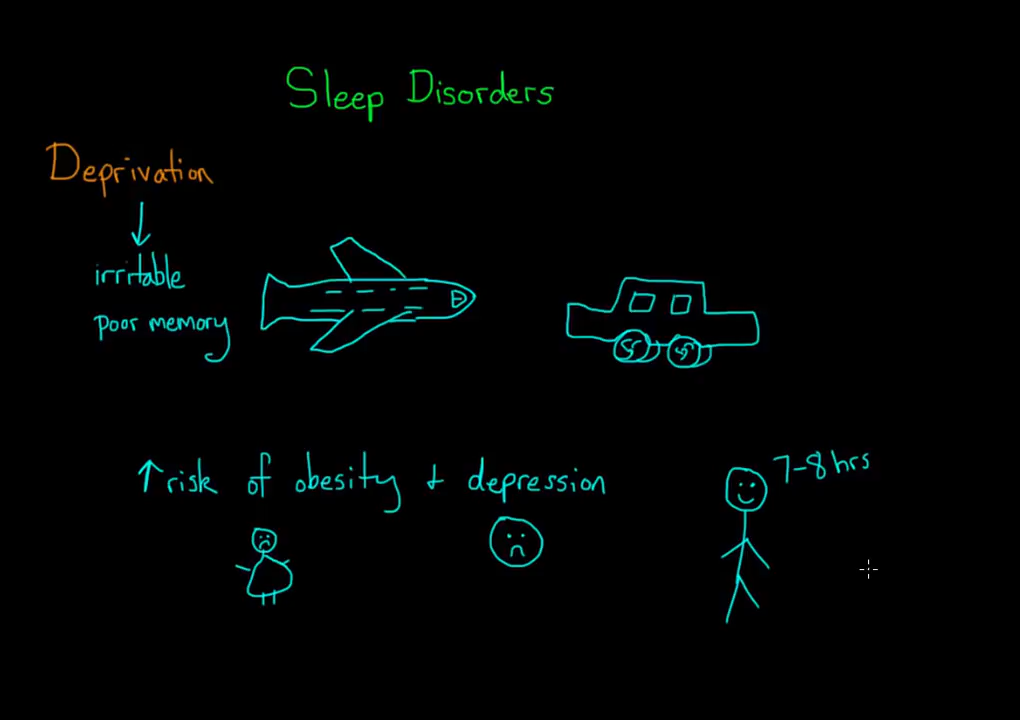 Sleep Disorders
Deprivation
irritable
poor memory
↑ risk of obesity + depression
7-8 hrs